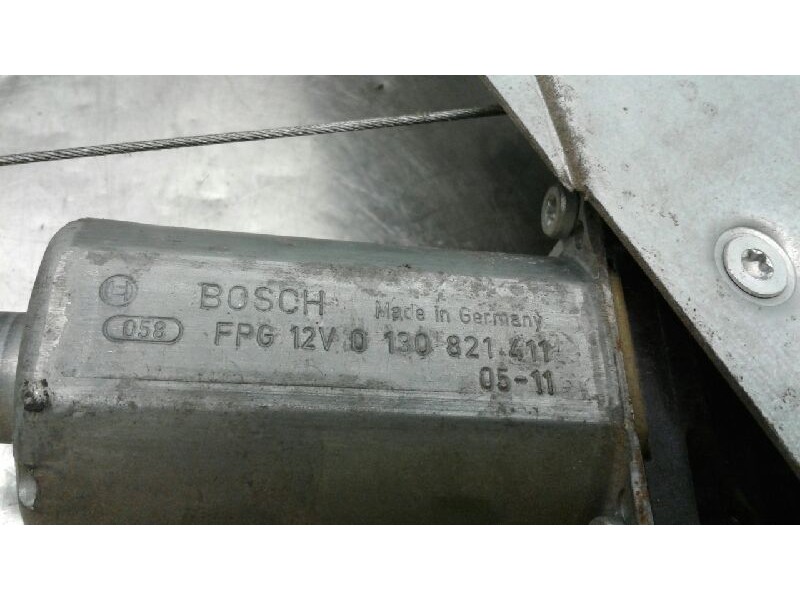 BOSCH Made in Germany
058 FPG 12V 0 130 821 411
05-11